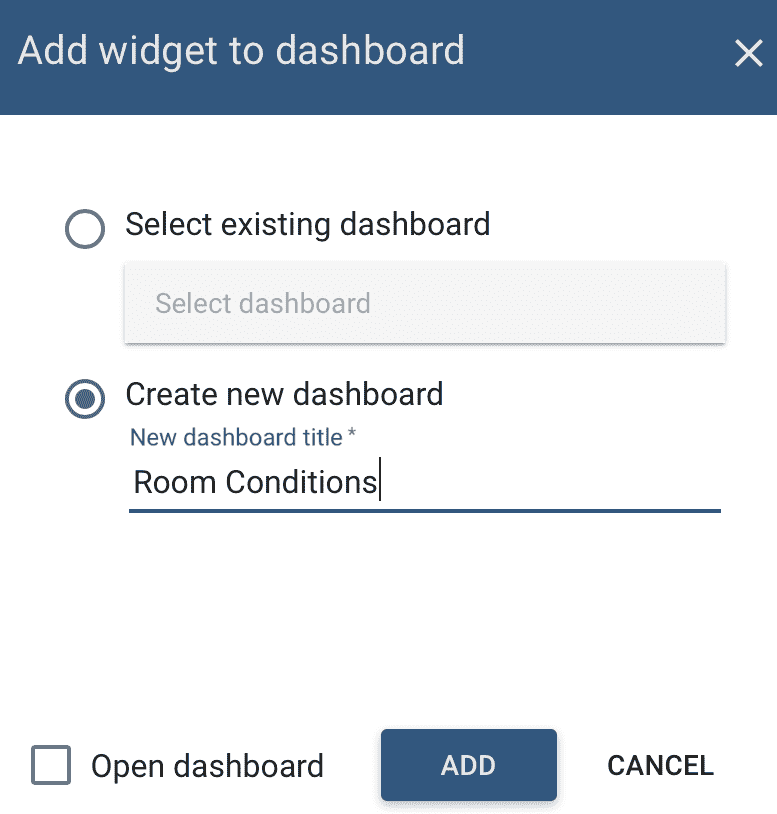 Add widget to dashboard
Select existing dashboard
Select dashboard
Create new dashboard
New dashboard title *
Room Conditions
Open dashboard ADD CANCEL